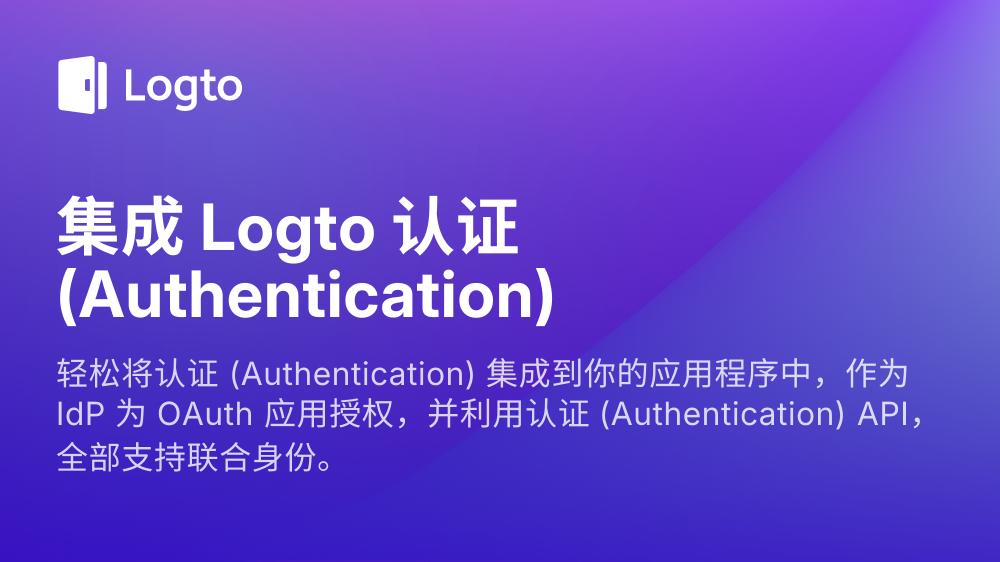 Logto
集成 Logto 认证
(Authentication)
轻松将认证 (Authentication) 集成到你的应用程序中，作为
IdP 为 OAuth 应用授权，并利用认证 (Authentication) API，
全部支持联合身份。